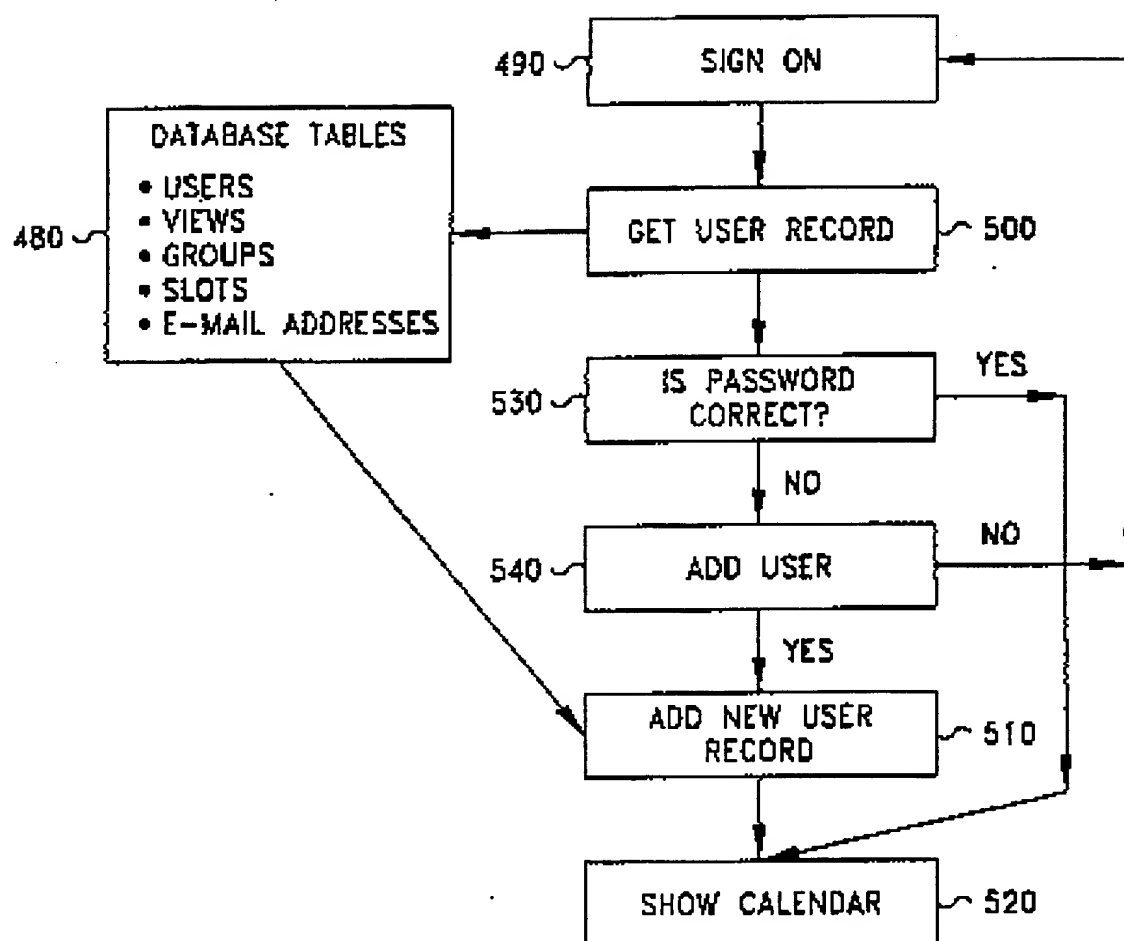 490
SIGN ON
DATABASE TABLES
• USERS
• VIEWS
• GROUPS
• SLOTS
• E-MAIL ADDRESSES
480
GET USER RECORD
500
530
IS PASSWORD
CORRECT?
YES
NO
540
ADD USER
NO
YES
ADD NEW USER
RECORD
510
SHOW CALENDAR
520